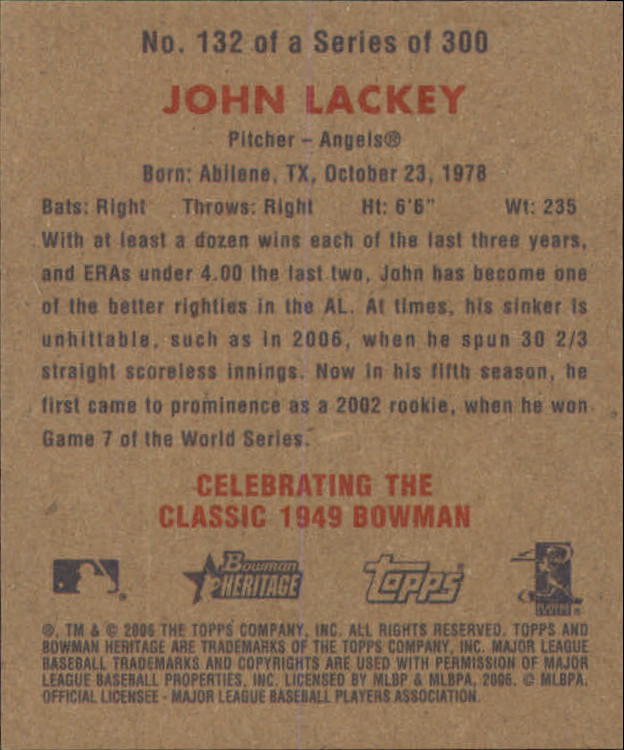 No. 132 of a Series of 300
JOHN LACKEY
Pitcher – Angels®
Born: Abilene, TX, October 23, 1978
Bats: Right Throws: Right Ht: 6'6" Wt: 235
With at least a dozen wins each of the last three years,
and ERAs under 4.00 the last two, John has become one
of the better righties in the AL. At times, his sinker is
unhittable, such as in 2006, when he spun 30 2/3
straight scoreless innings. Now in his fifth season, he
first came to prominence as a 2002 rookie, when he won
Game 7 of the World Series.
CELEBRATING THE
CLASSIC 1949 BOWMAN
Bowman
HERITAGE
topps®
®, TM & © 2006 THE TOPPS COMPANY, INC. ALL RIGHTS RESERVED. TOPPS AND
BOWMAN HERITAGE ARE TRADEMARKS OF THE TOPPS COMPANY, INC. MAJOR LEAGUE
BASEBALL TRADEMARKS AND COPYRIGHTS ARE USED WITH PERMISSION OF MAJOR
LEAGUE BASEBALL PROPERTIES, INC. LICENSED BY MLBP & MLBPA, 2006. © MLBPA.
OFFICIAL LICENSEE - MAJOR LEAGUE BASEBALL PLAYERS ASSOCIATION.